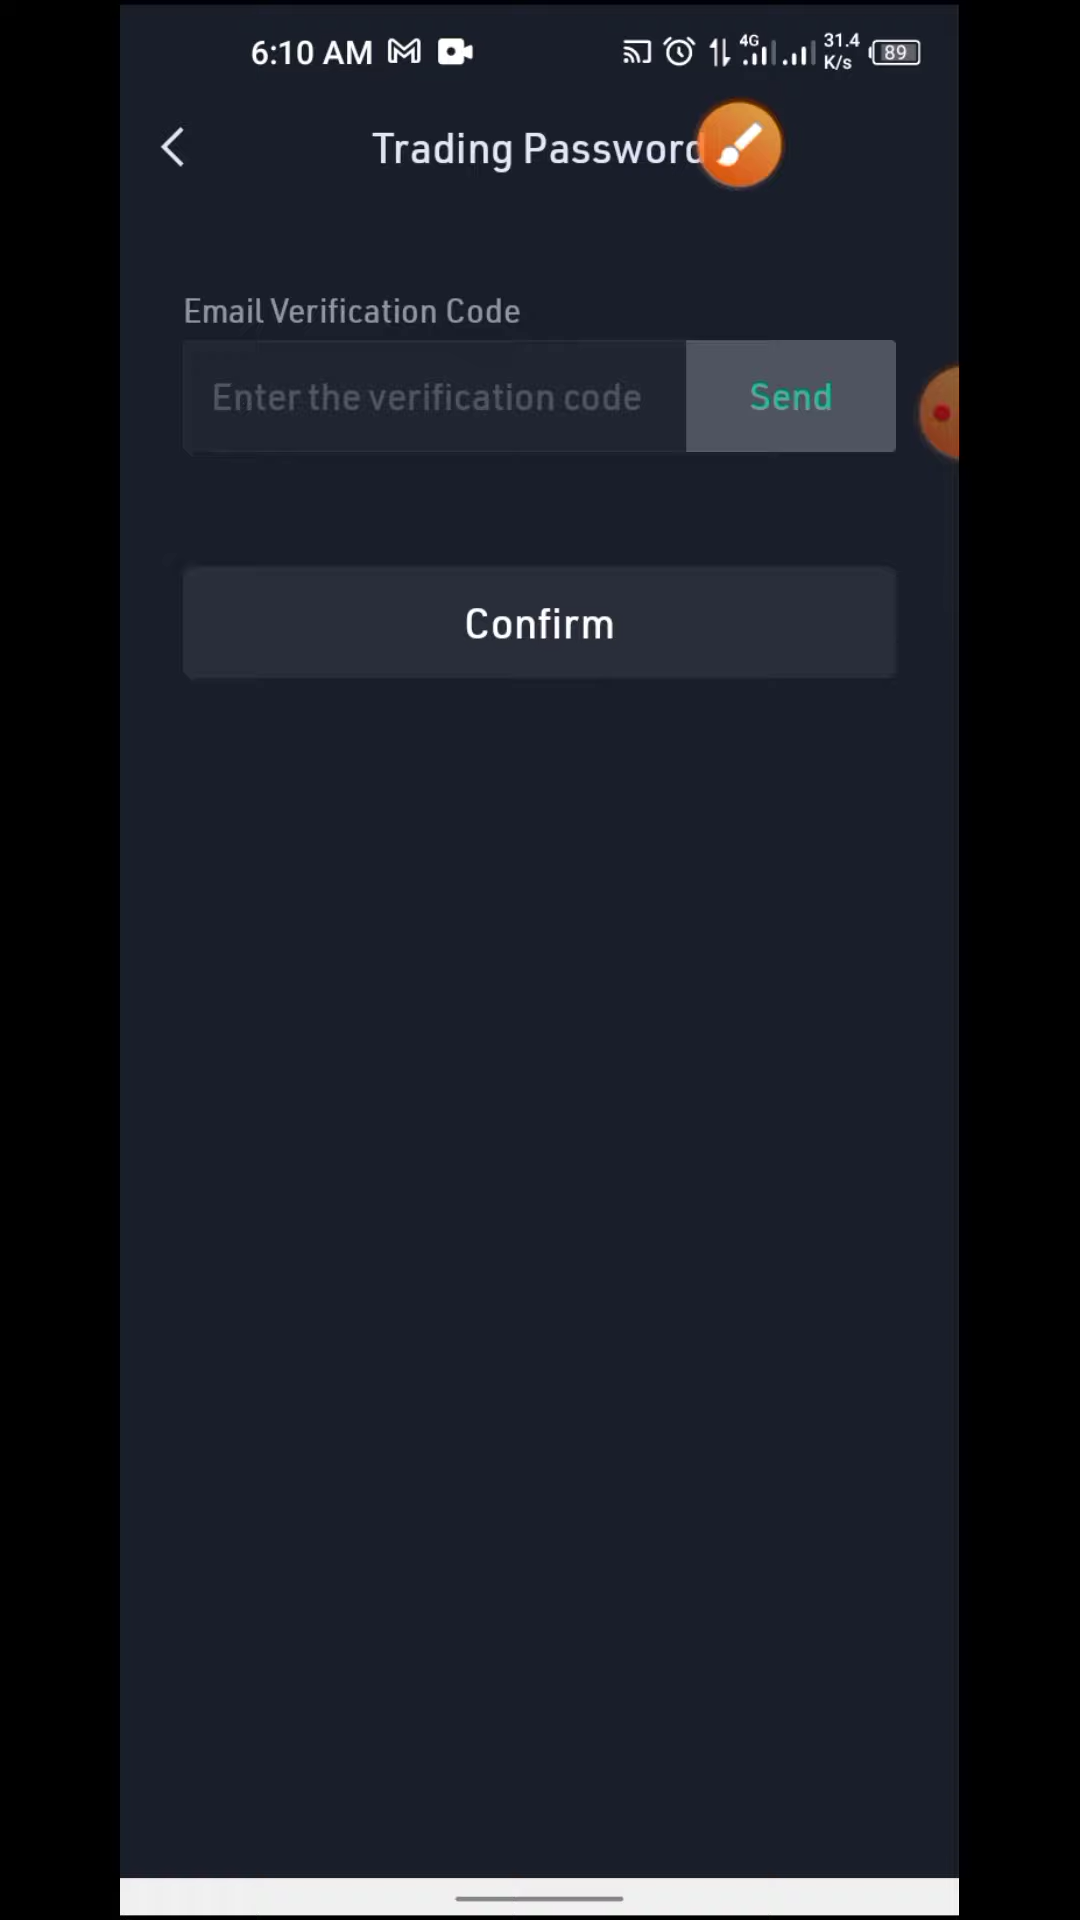 6:10 AM 4G 31.4 K/s 89
Trading Password
Email Verification Code
Enter the verification code Send
Confirm